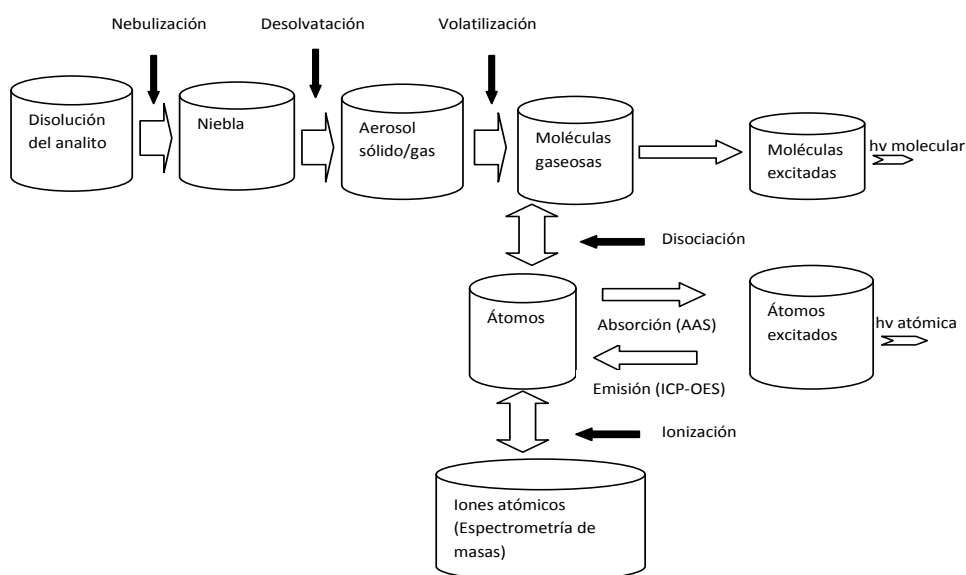 Nebulización
Desolvatación
Volatilización
Disolución
del analito
Niebla
Aerosol
sólido/gas
Moléculas
gaseosas
Moléculas
excitadas
hv molecular
Disociación
Átomos
Absorción (AAS)
Emisión (ICP-OES)
Átomos
excitados
hv atómica
Ionización
Iones atómicos
(Espectrometría de
masas)